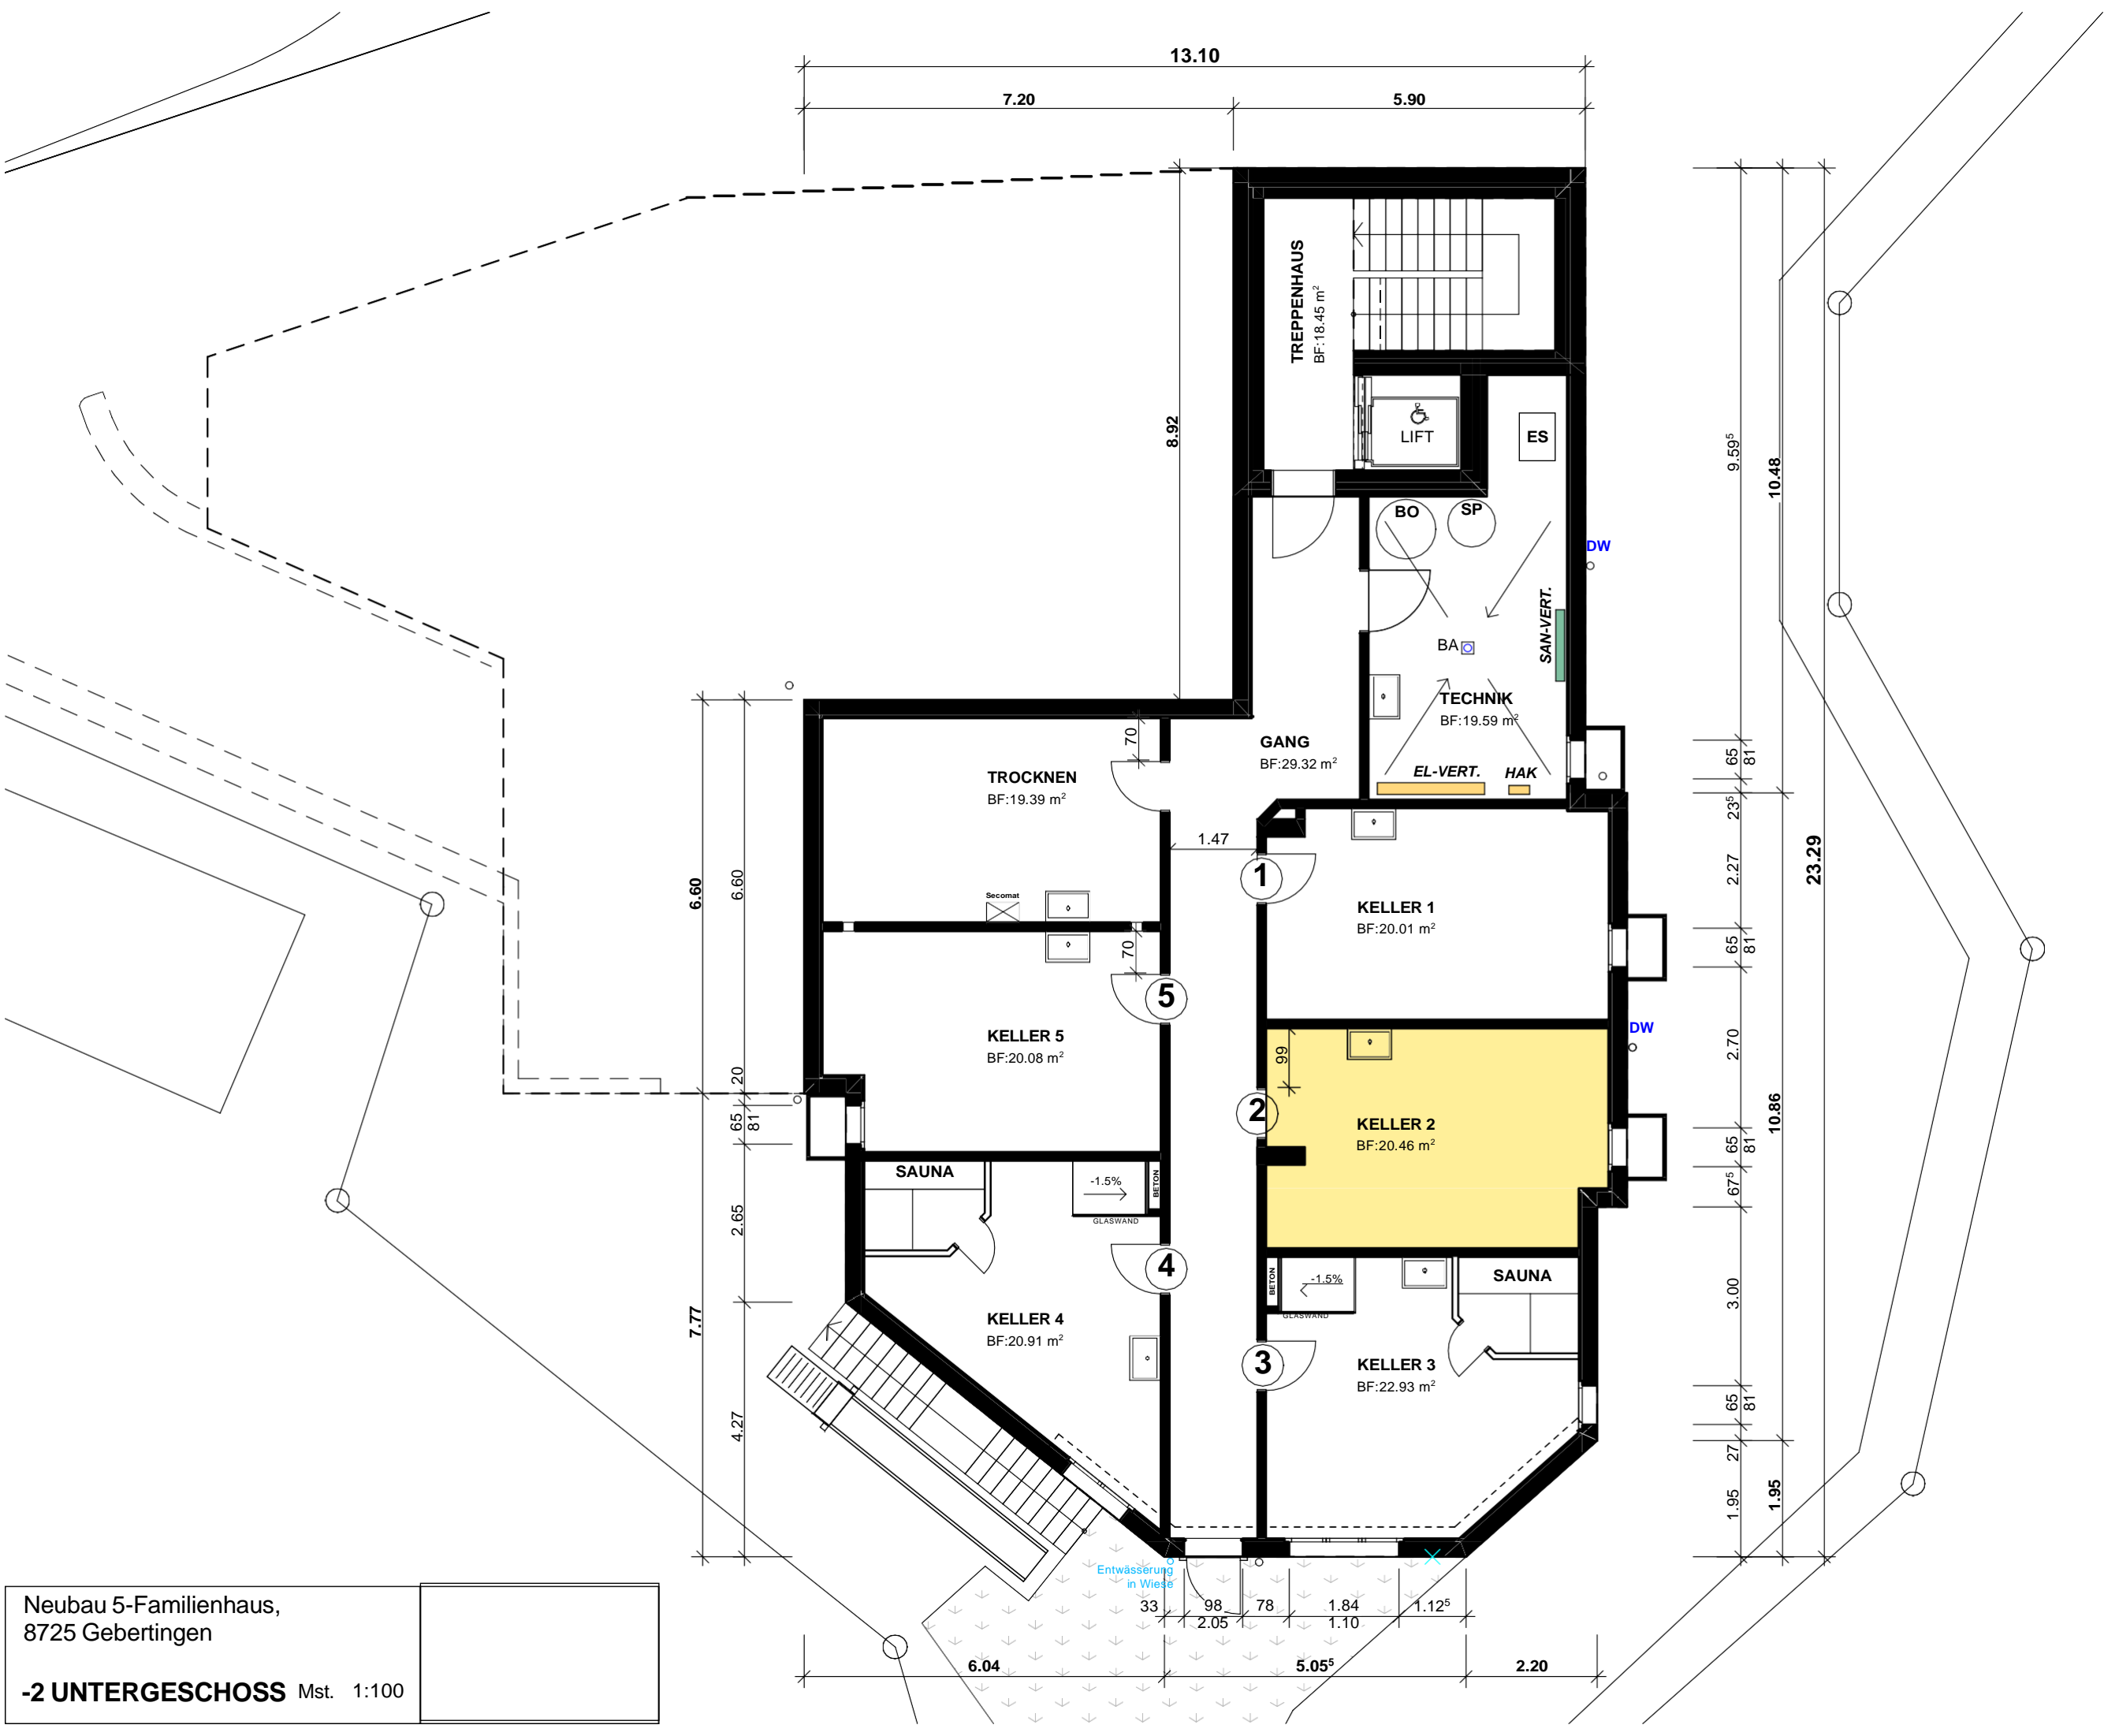 13.10
7.20
5.90
TREPPENHAUS
BF:18.45 m²
LIFT
ES
8.92
BO
SP
DW
SAN-VERT.
BA
TECHNIK
BF:19.59 m²
EL-VERT.
HAK
GANG
BF:29.32 m²
70
TROCKNEN
BF:19.39 m²
Secomat
1.47
1
KELLER 1
BF:20.01 m²
70
5
KELLER 5
BF:20.08 m²
DW
99
2
KELLER 2
BF:20.46 m²
SAUNA
-1.5%
BETON
GLASWAND
4
KELLER 4
BF:20.91 m²
BETON
-1.5%
GLASWAND
SAUNA
3
KELLER 3
BF:22.93 m²
6.60
7.77
6.60
20
65
81
2.65
4.27
9.59⁵
65
81
23⁵
2.27
65
81
2.70
65
81
67⁵
3.00
65
81
27
1.95
10.48
10.86
1.95
23.29
Entwässerung
in Wiese
33
98
2.05
78
1.84
1.10
1.12⁵
6.04
5.05⁵
2.20
Neubau 5-Familienhaus,
8725 Gebertingen
-2 UNTERGESCHOSS Mst. 1:100